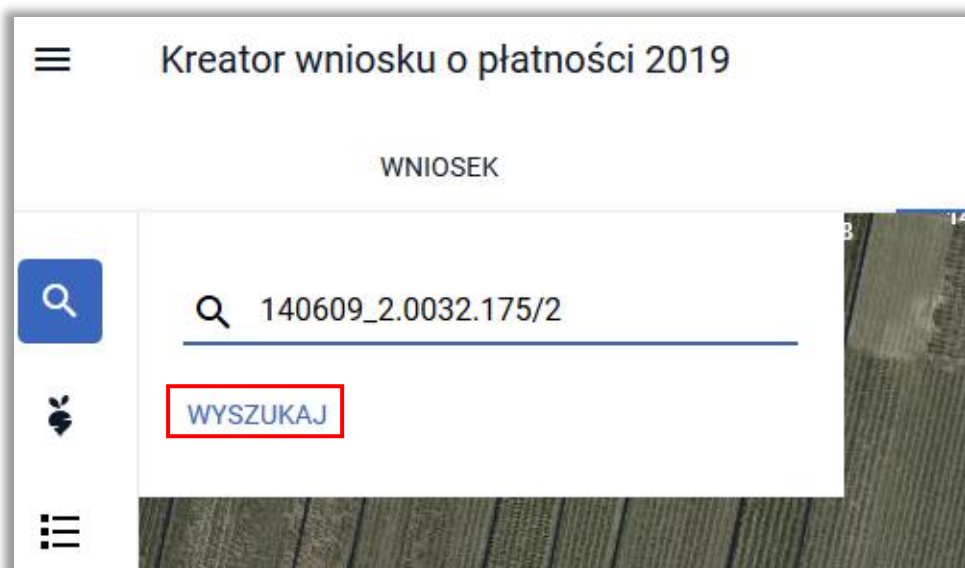 Kreator wniosku o płatności 2019
WNIOSEK
140609_2.0032.175/2
WYSZUKAJ